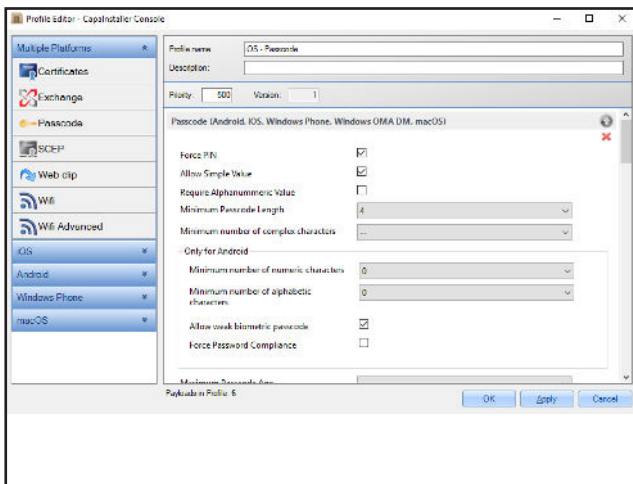 Profile Editor - CapaInstaller Console
Multiple Platforms
Certificates
Exchange
Passcode
SCEP
Web clip
Wifi
Wifi Advanced
iOS
Android
Windows Phone
macOS
Profile name: iOS - Passcode
Description:
Priority: 500 Version: 1
Passcode (Android, iOS, Windows Phone, Windows OMA DM, macOS)
Force PIN
Allow Simple Value
Require Alphanummeric Value
Minimum Passcode Length 4
Minimum number of complex characters ...
Only for Android
Minimum number of numeric characters 0
Minimum number of alphabetic 0
characters
Allow weak biometric passcode
Force Password Compliance
Maximum Passcode Age
Payloads in Profile: 6
OK Apply Cancel